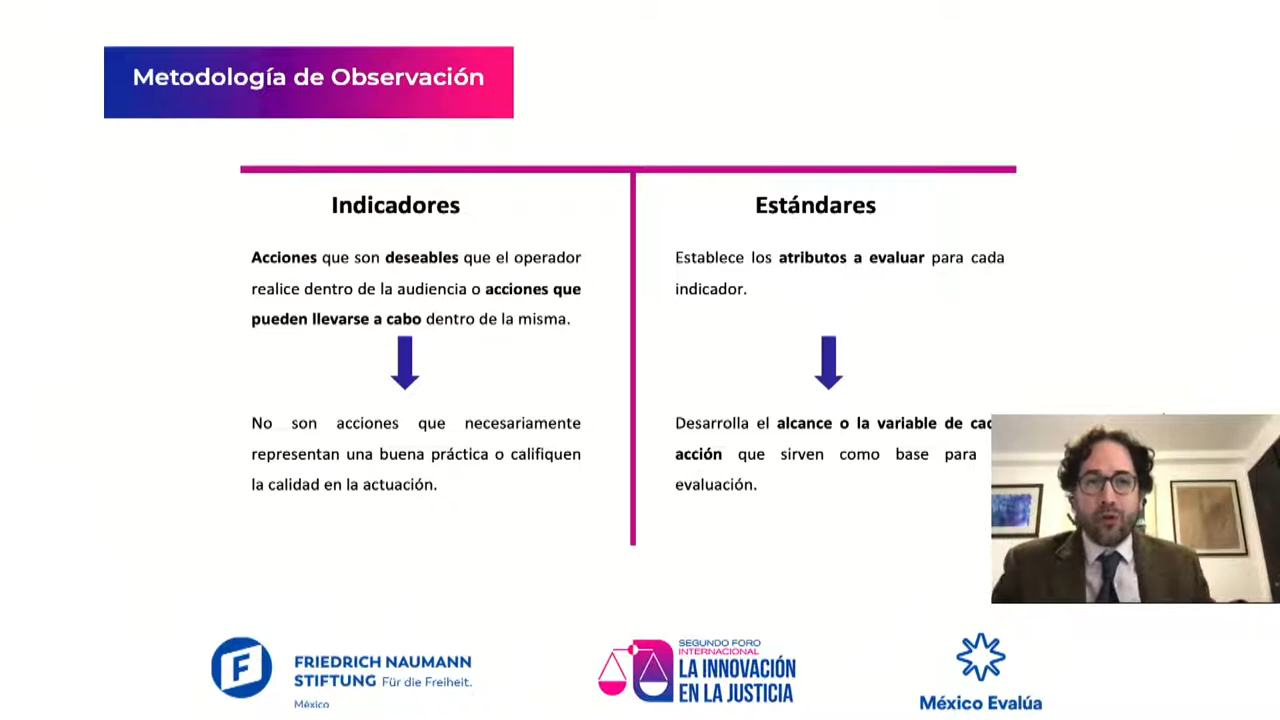 Metodología de Observación
Indicadores
Acciones que son deseables que el operador
realice dentro de la audiencia o acciones que
pueden llevarse a cabo dentro de la misma.
No son acciones que necesariamente
representan una buena práctica o califiquen
la calidad en la actuación.
Estándares
Establece los atributos a evaluar para cada
indicador.
Desarrolla el alcance o la variable de
acción que sirven como base para
evaluación.
F
FRIEDRICH NAUMANN
STIFTUNG Für die Freiheit.
México
SEGUNDO FORO
INTERNACIONAL
LA INNOVACIÓN
EN LA JUSTICIA
México Evalúa